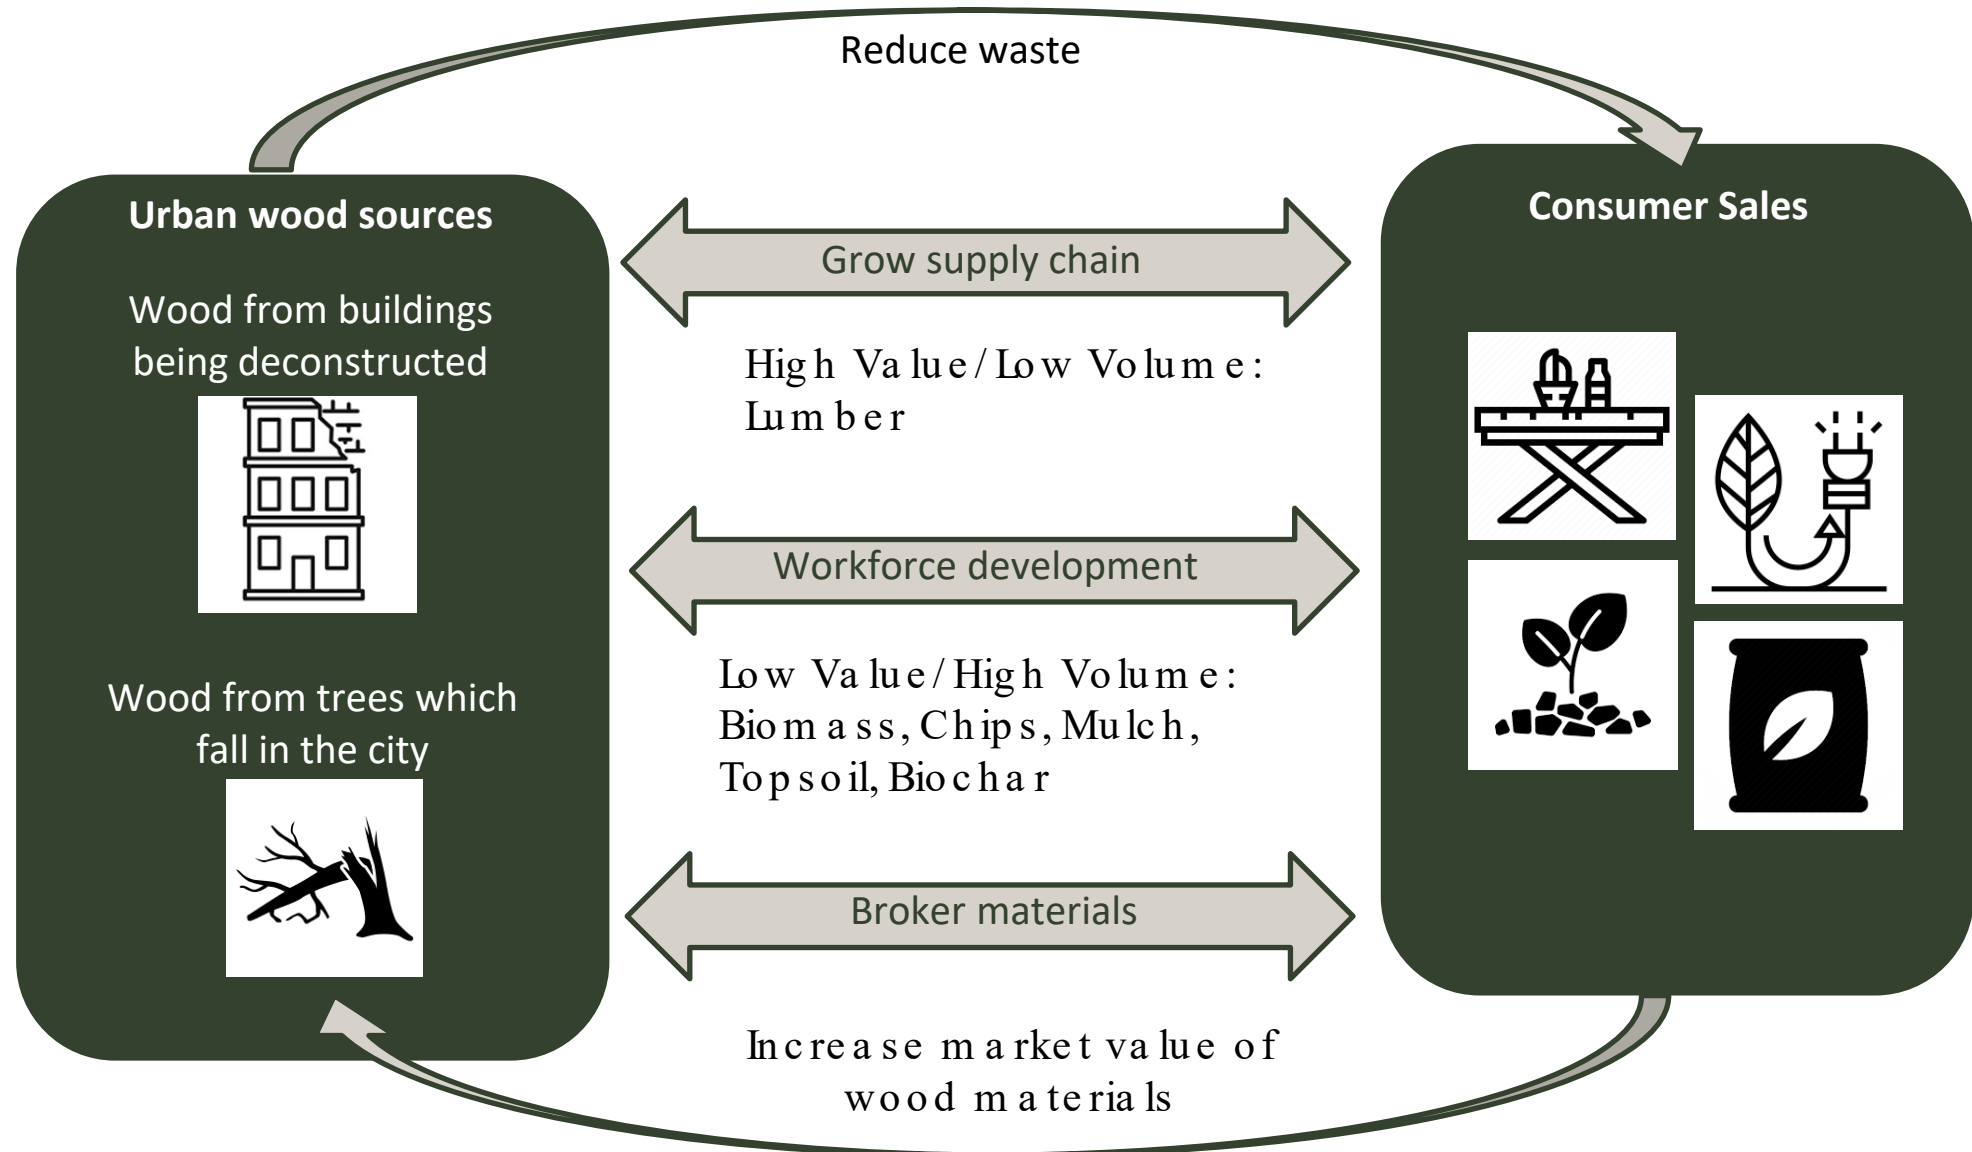 Reduce waste
Urban wood sources
Wood from buildings
being deconstructed
Wood from trees which
fall in the city
Grow supply chain
High Value/Low Volume:
Lumber
Workforce development
Low Value/High Volume:
Biomass, Chips, Mulch,
Topsoil, Biochar
Broker materials
Increase market value of
wood materials
Consumer Sales